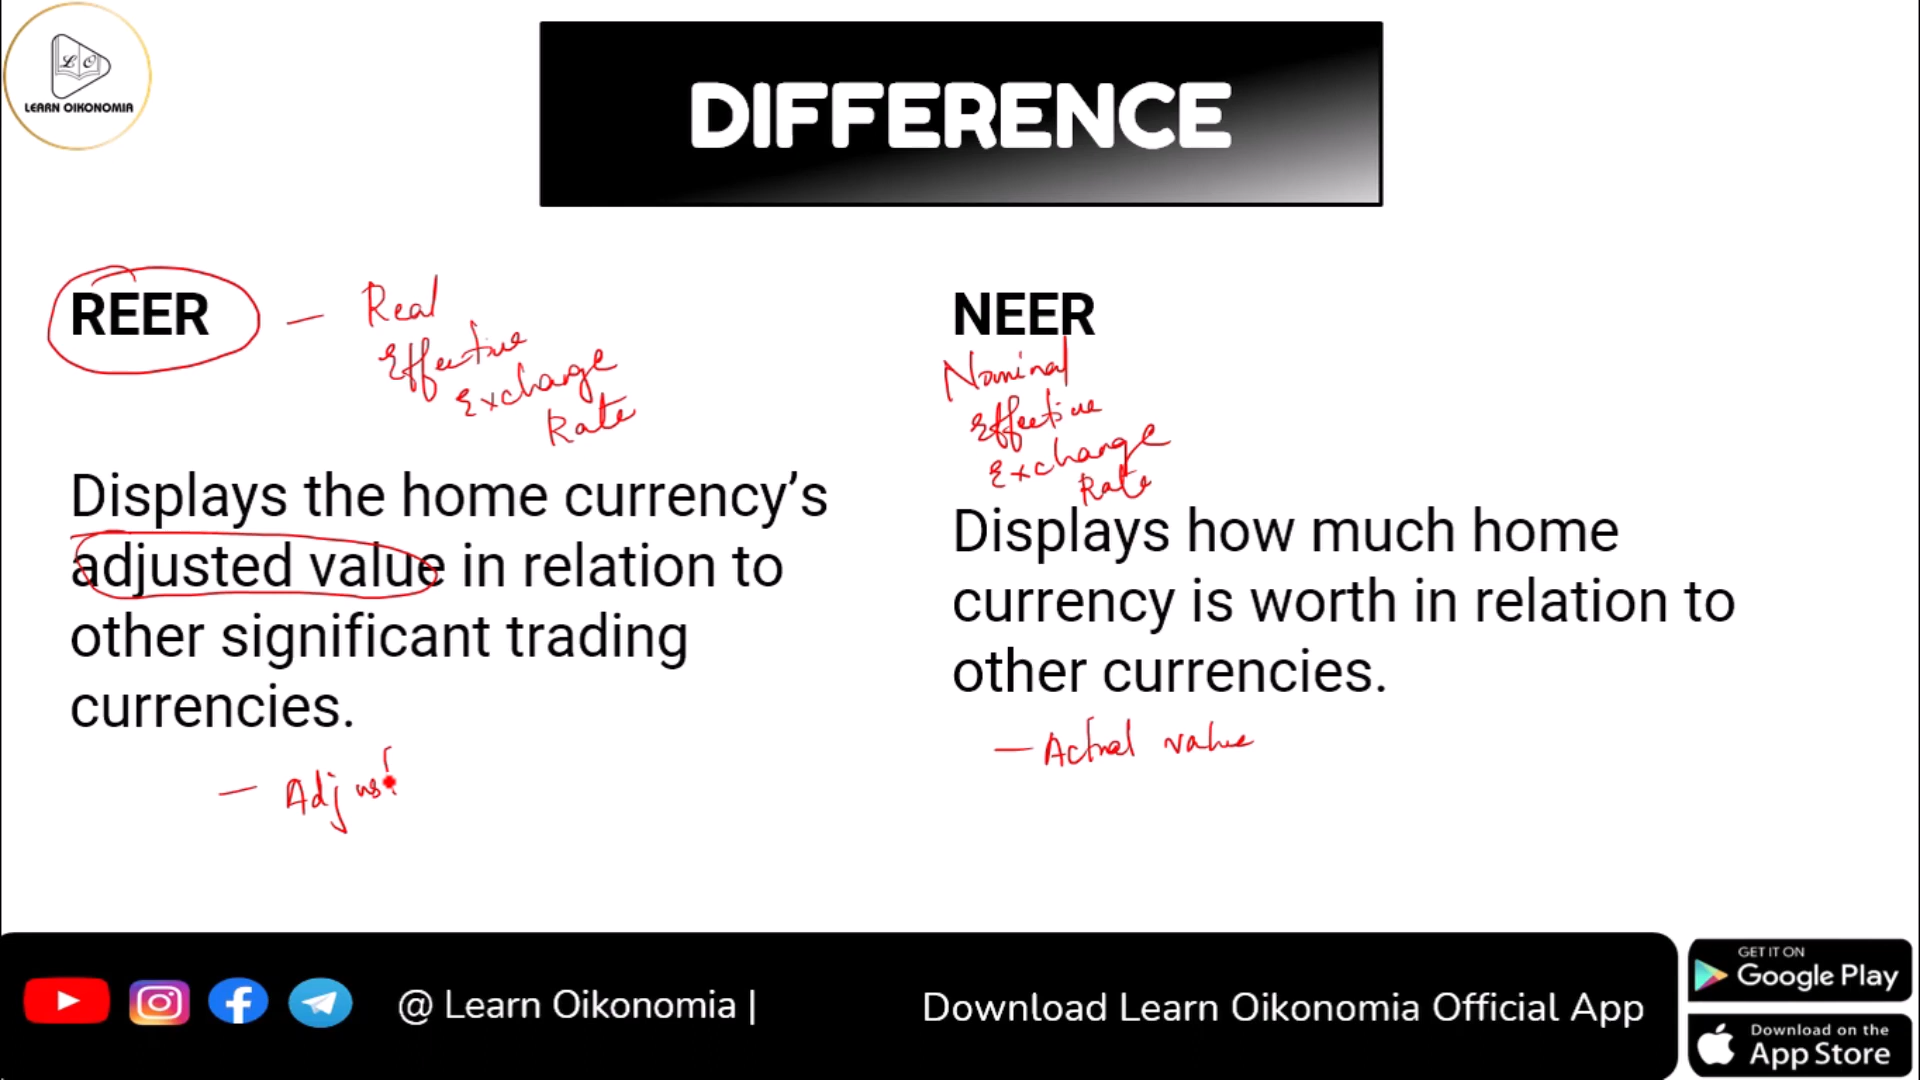 LO
LEARN OIKONOMIA
DIFFERENCE
REER
— Real
Effective
Exchange
Rate
Displays the home currency’s
adjusted value in relation to
other significant trading
currencies.
— Adjus
NEER
Nominal
Effective
Exchange
Rate
Displays how much home
currency is worth in relation to
other currencies.
— Actual value
@ Learn Oikonomia |
Download Learn Oikonomia Official App
GET IT ON
Google Play
Download on the
App Store